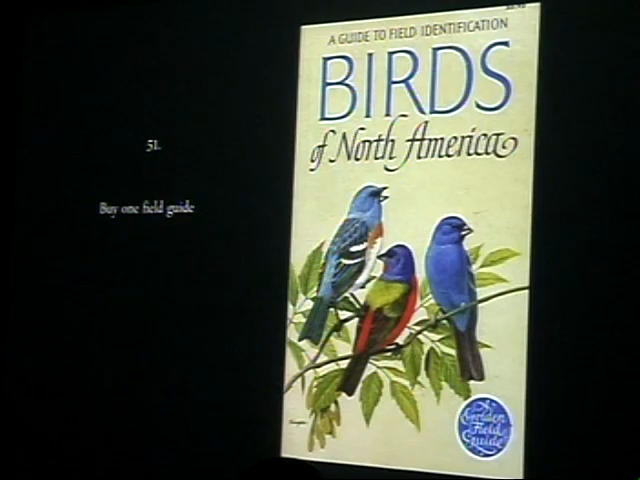 51.
Buy one field guide
A GUIDE TO FIELD IDENTIFICATION
BIRDS
of North America
A
Golden
Field
Guide